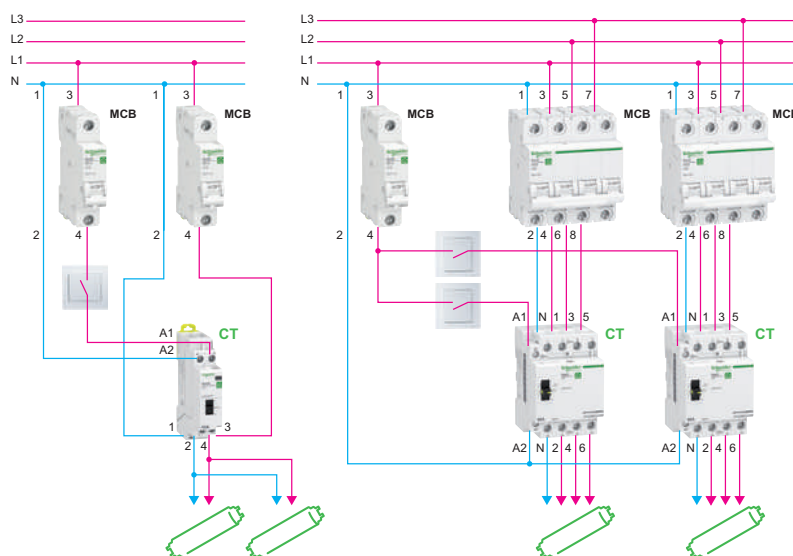 L3
L2
L1
N
1 3 1 3
MCB MCB
2 4 2 4
A1
A2
CT
1 3
2 4
L3
L2
L1
N
1 3 1 3 5 7 1 3 5 7
MCB MCB MCB
2 4 2 4 6 8 2 4 6 8
A1 N 1 3 5 CT A1 N 1 3 5 CT
Schneider
A2 N 2 4 6 A2 N 2 4 6